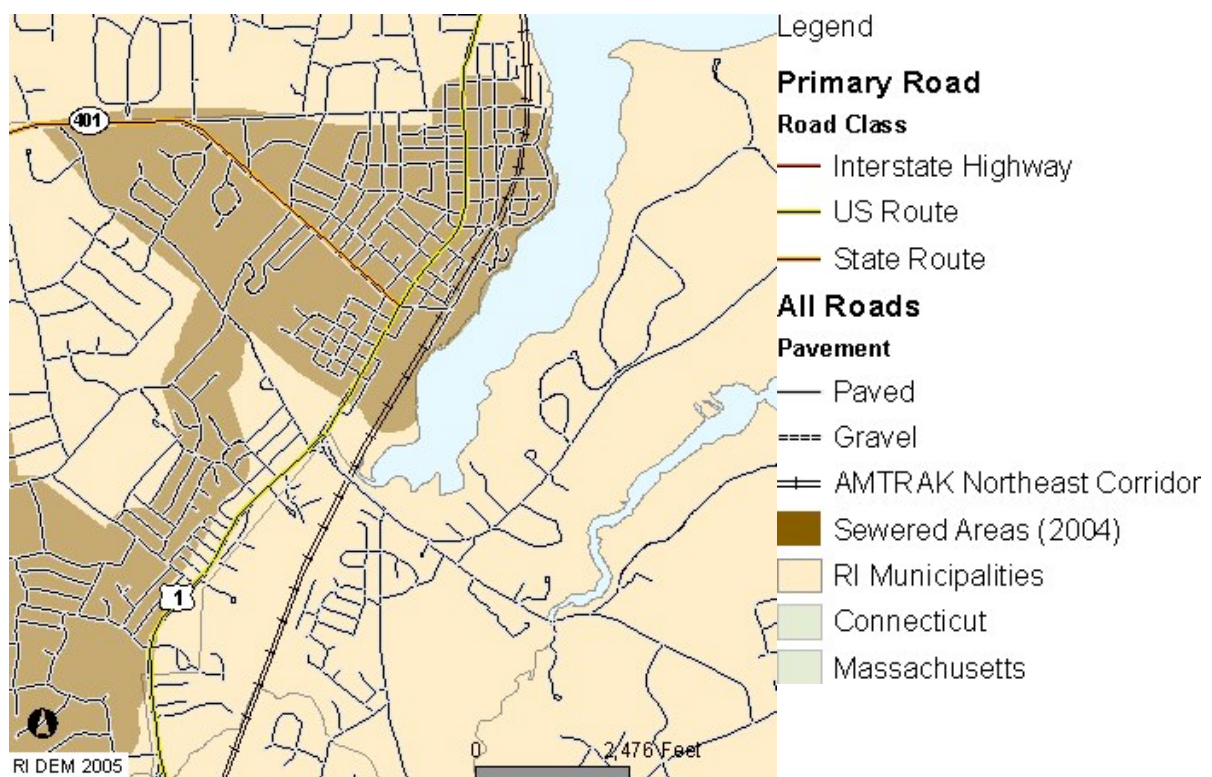 401
1
RI DEM 2005
0 2,476 Feet
Legend
Primary Road
Road Class
Interstate Highway
US Route
State Route
All Roads
Pavement
Paved
Gravel
AMTRAK Northeast Corridor
Sewered Areas (2004)
RI Municipalities
Connecticut
Massachusetts